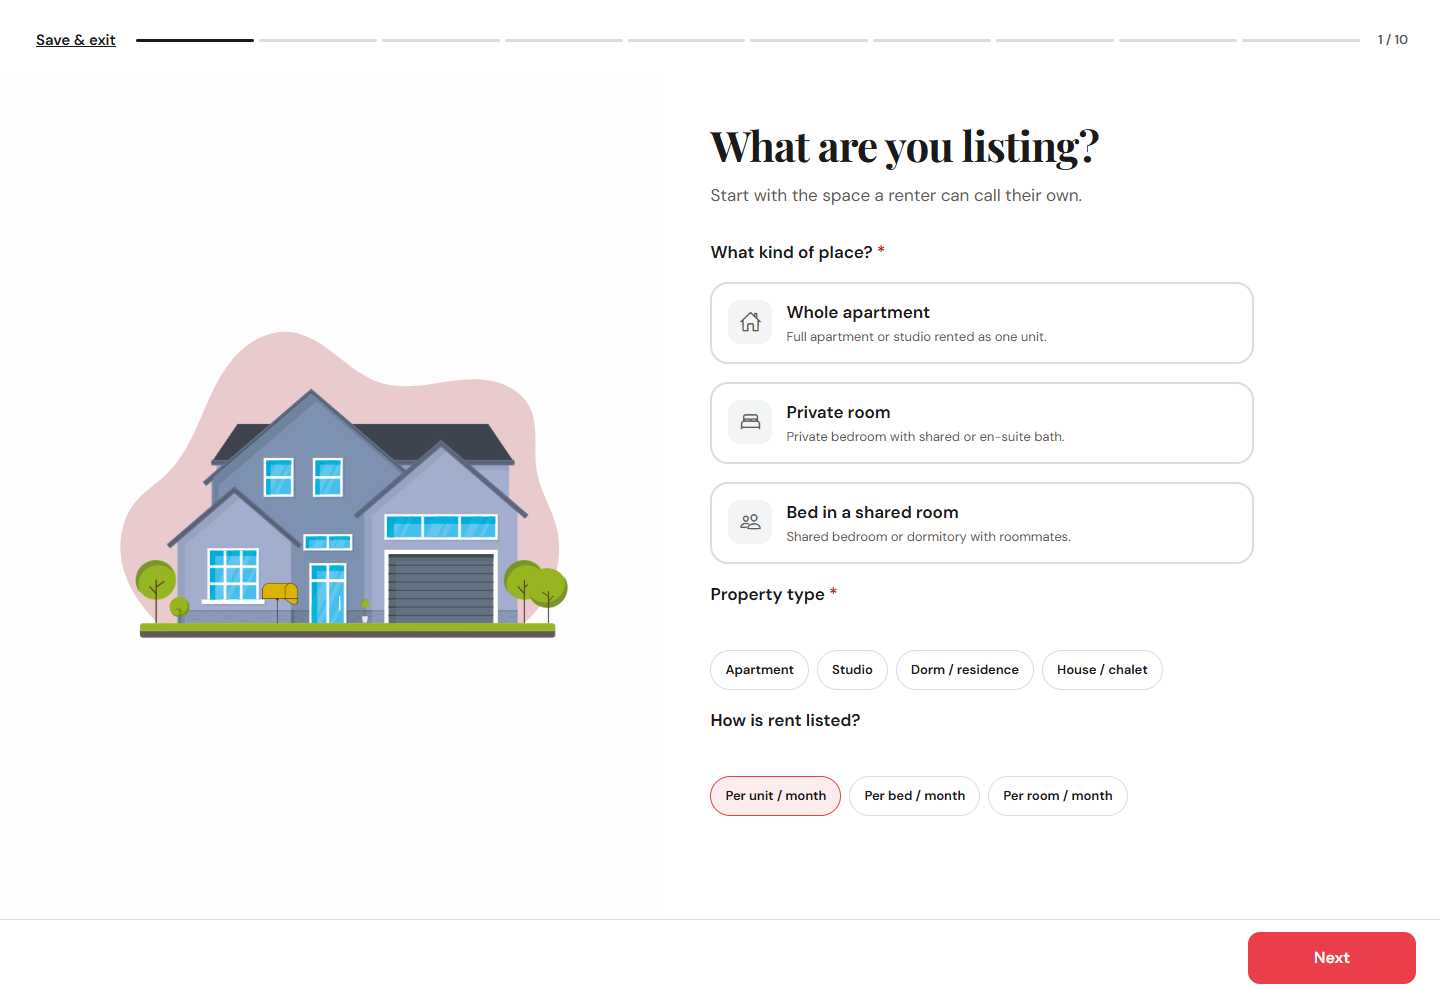 Save & exit
1 / 10
What are you listing?
Start with the space a renter can call their own.
What kind of place? *
Whole apartment
Full apartment or studio rented as one unit.
Private room
Private bedroom with shared or en-suite bath.
Bed in a shared room
Shared bedroom or dormitory with roommates.
Property type *
Apartment Studio Dorm / residence House / chalet
How is rent listed?
Per unit / month Per bed / month Per room / month
Next